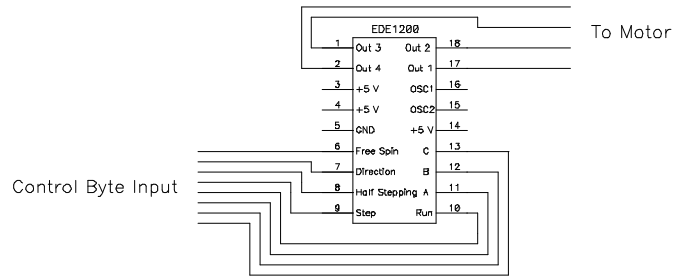 EDE1200
To Motor
1 Out 3 Out 2 18
2 Out 4 Out 1 17
3 +5 V OSC1 16
4 +5 V OSC2 15
5 GND +5 V 14
6 Free Spin C 13
7 Direction B 12
8 Half Stepping A 11
9 Step Run 10
Control Byte Input